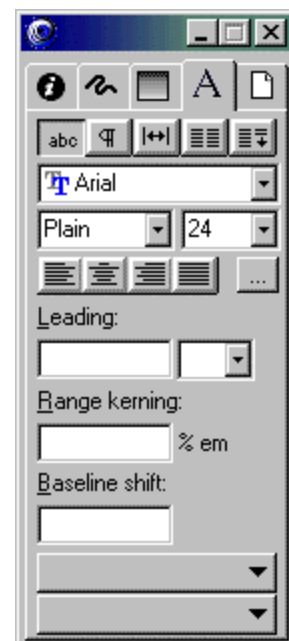 A
abc ¶
Arial
Plain 24
...
Leading:
Range kerning:
% em
Baseline shift: